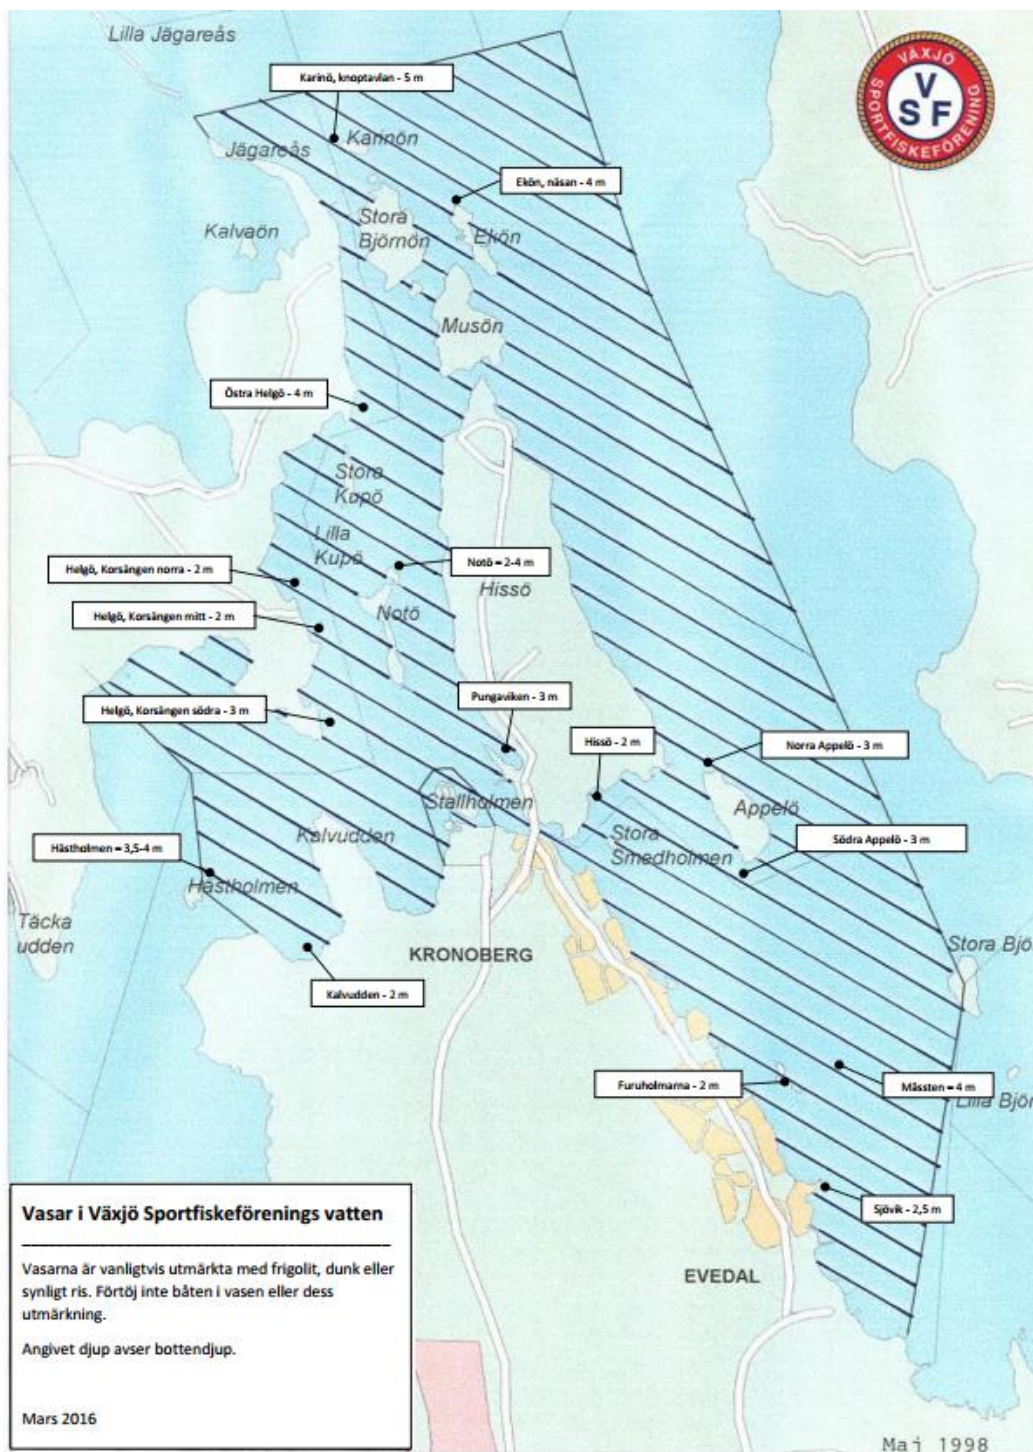 Lilla Jägareås
VÄXJÖ
SPORTFISKEFÖRENING
V
S F
Karinö, knoptavlan - 5 m
Karinön
Jägareås
Ekön, näsan - 4 m
Stora
Björnön
Kalvaön
Ekön
Musön
Östra Helgö - 4 m
Stora
Kupö
Lilla
Kupö
Notö = 2-4 m
Helgö, Korsängen norra - 2 m
Hissö
Helgö, Korsängen mitt - 2 m
Notö
Pungaviken - 3 m
Helgö, Korsängen södra - 3 m
Hissö - 2 m
Norra Appelö - 3 m
Stallholmen
Appelö
Kalvudden
Stora
Smedholmen
Södra Appelö - 3 m
Hästholmen = 3,5-4 m
Hästholmen
Täcka
udden
KRONOBERG
Stora Bjö
Kalvudden - 2 m
Furuholmarna - 2 m
Måssten = 4 m
Lilla Björ
Sjövik - 2,5 m
EVEDAL
Vasar i Växjö Sportfiskeförenings vatten
Vasarna är vanligtvis utmärkta med frigolit, dunk eller
synligt ris. Förtöj inte båten i vasen eller dess
utmärkning.
Angivet djup avser bottendjup.
Mars 2016
Maj 1998